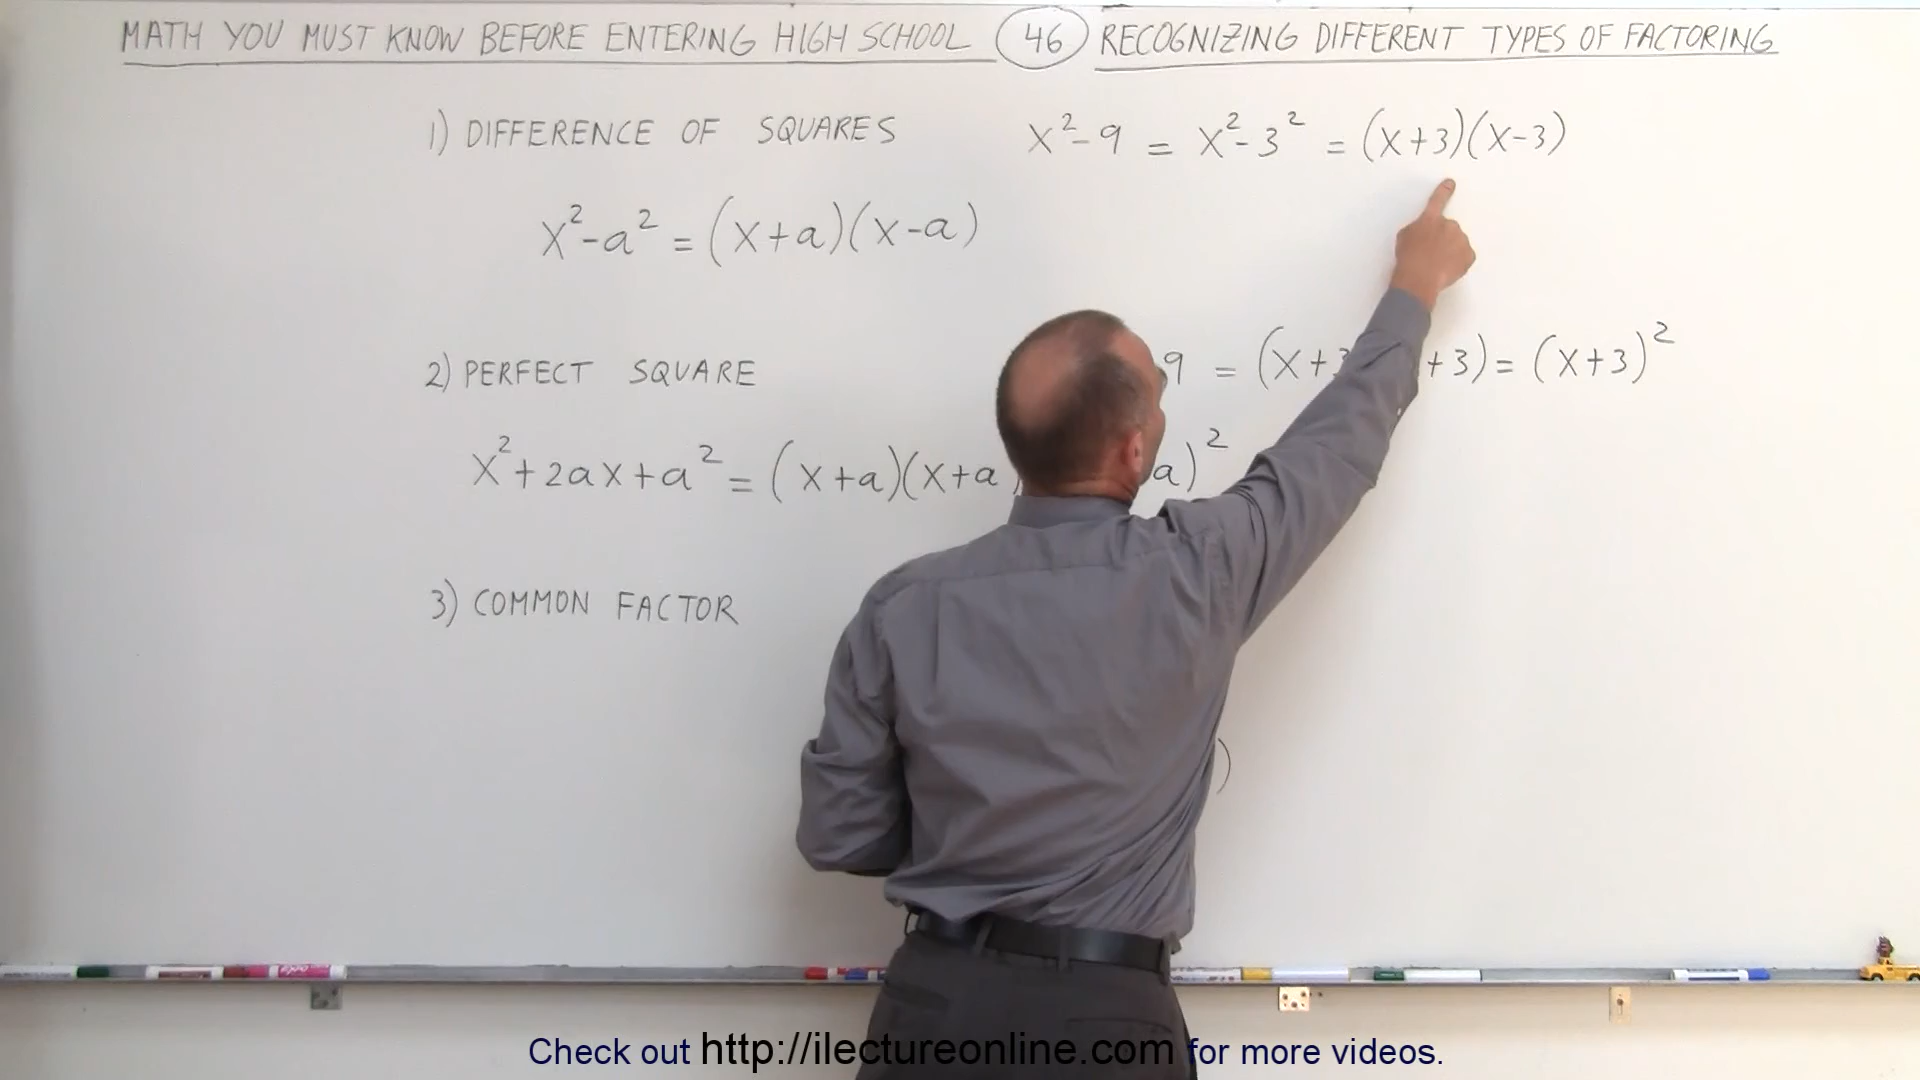 MATH YOU MUST KNOW BEFORE ENTERING HIGH SCHOOL 46 RECOGNIZING DIFFERENT TYPES OF FACTORING
1) DIFFERENCE OF SQUARES x²-9 = x²-3² = (x+3)(x-3)
x²-a² = (x+a)(x-a)
2) PERFECT SQUARE 9 = (x+3 +3) = (x+3)²
x²+2ax+a² = (x+a)(x+a) a)²
3) COMMON FACTOR
)
Check out http://ilectureonline.com for more videos.